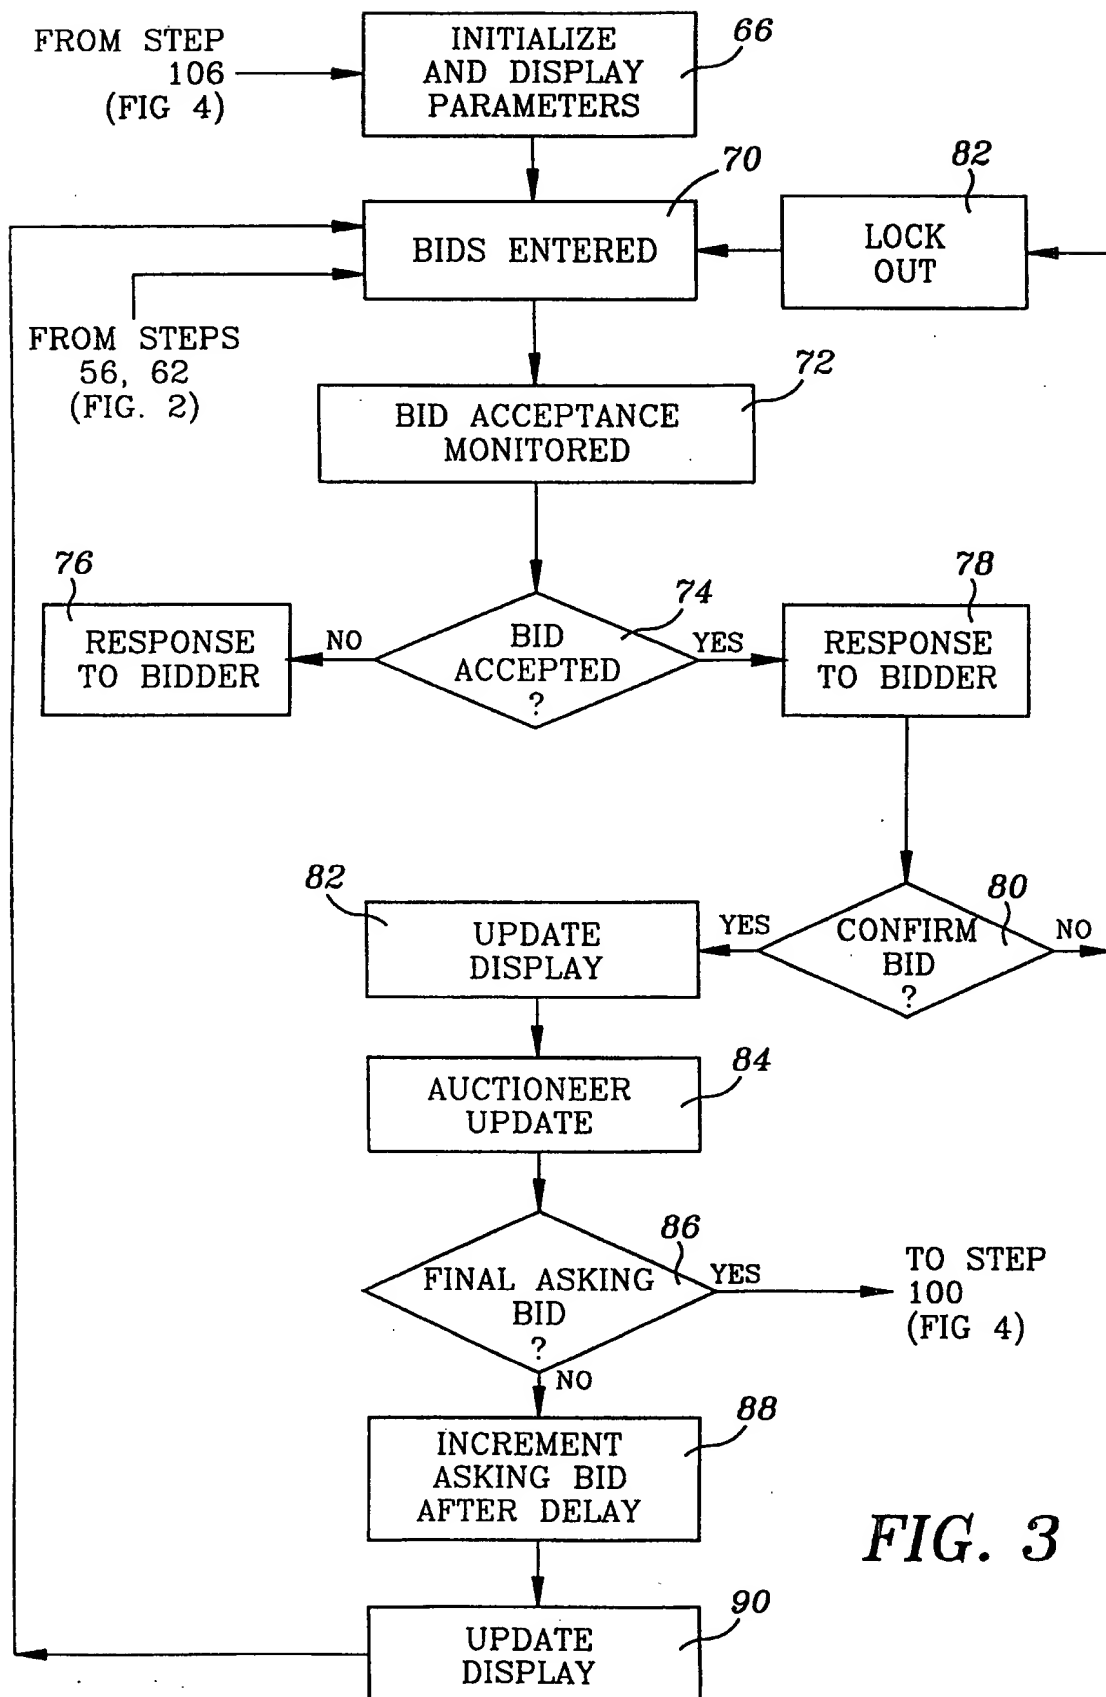 FROM STEP
106
(FIG 4)
INITIALIZE
AND DISPLAY
PARAMETERS
66
70
BIDS ENTERED
82
LOCK
OUT
FROM STEPS
56, 62
(FIG. 2)
72
BID ACCEPTANCE
MONITORED
76
RESPONSE
TO BIDDER
NO
74
BID
ACCEPTED
?
YES
78
RESPONSE
TO BIDDER
82
UPDATE
DISPLAY
YES
80
CONFIRM
BID
?
NO
84
AUCTIONEER
UPDATE
86
FINAL ASKING
BID
?
YES
TO STEP
100
(FIG 4)
NO
88
INCREMENT
ASKING BID
AFTER DELAY
FIG. 3
90
UPDATE
DISPLAY